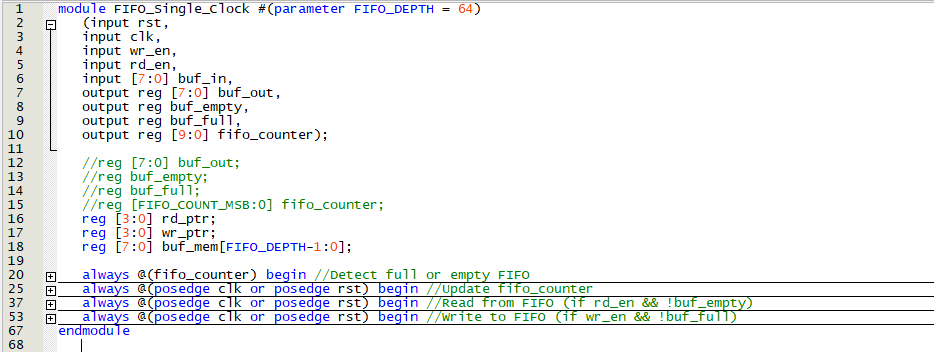 1 module FIFO_Single_Clock #(parameter FIFO_DEPTH = 64)
2 (input rst,
3 input clk,
4 input wr_en,
5 input rd_en,
6 input [7:0] buf_in,
7 output reg [7:0] buf_out,
8 output reg buf_empty,
9 output reg buf_full,
10 output reg [9:0] fifo_counter);
11
12 //reg [7:0] buf_out;
13 //reg buf_empty;
14 //reg buf_full;
15 //reg [FIFO_COUNT_MSB:0] fifo_counter;
16 reg [3:0] rd_ptr;
17 reg [3:0] wr_ptr;
18 reg [7:0] buf_mem[FIFO_DEPTH-1:0];
19
20 always @(fifo_counter) begin //Detect full or empty FIFO
25 always @(posedge clk or posedge rst) begin //Update fifo_counter
37 always @(posedge clk or posedge rst) begin //Read from FIFO (if rd_en && !buf_empty)
53 always @(posedge clk or posedge rst) begin //Write to FIFO (if wr_en && !buf_full)
67 endmodule
68